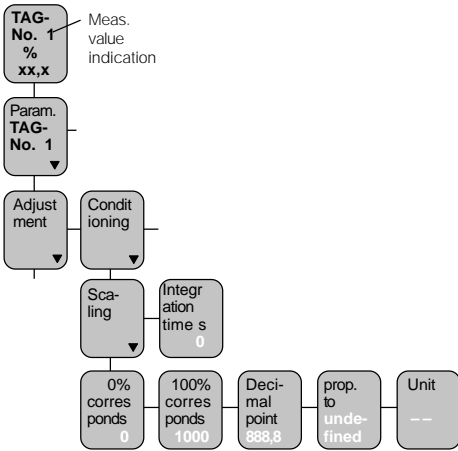 TAG-
No. 1
%
xx,x
Meas.
value
indication
Param.
TAG-
No. 1
Adjust
ment
Condit
ioning
Sca-
ling
Integr
ation
time s
0
0%
corres
ponds
0
100%
corres
ponds
1000
Deci-
mal
point
888,8
prop.
to
unde-
fined
Unit
– –